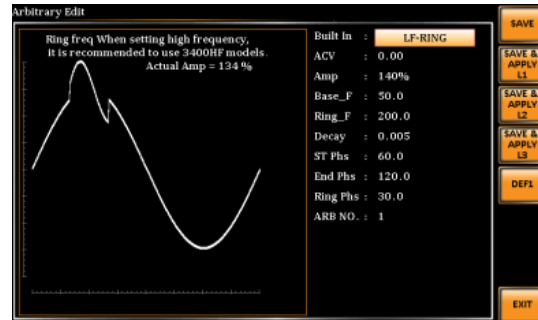 Arbitrary Edit
Ring freq When setting high frequency,
it is recommended to use 3400HF models.
Actual Amp = 134 %
Built In : LF-RING
ACV : 0.00
Amp : 140%
Base_F : 50.0
Ring_F : 200.0
Decay : 0.005
ST Phs : 60.0
End Phs : 120.0
Ring Phs : 30.0
ARB NO. : 1
SAVE
SAVE &
APPLY
L1
SAVE &
APPLY
L2
SAVE &
APPLY
L3
DEF1
EXIT